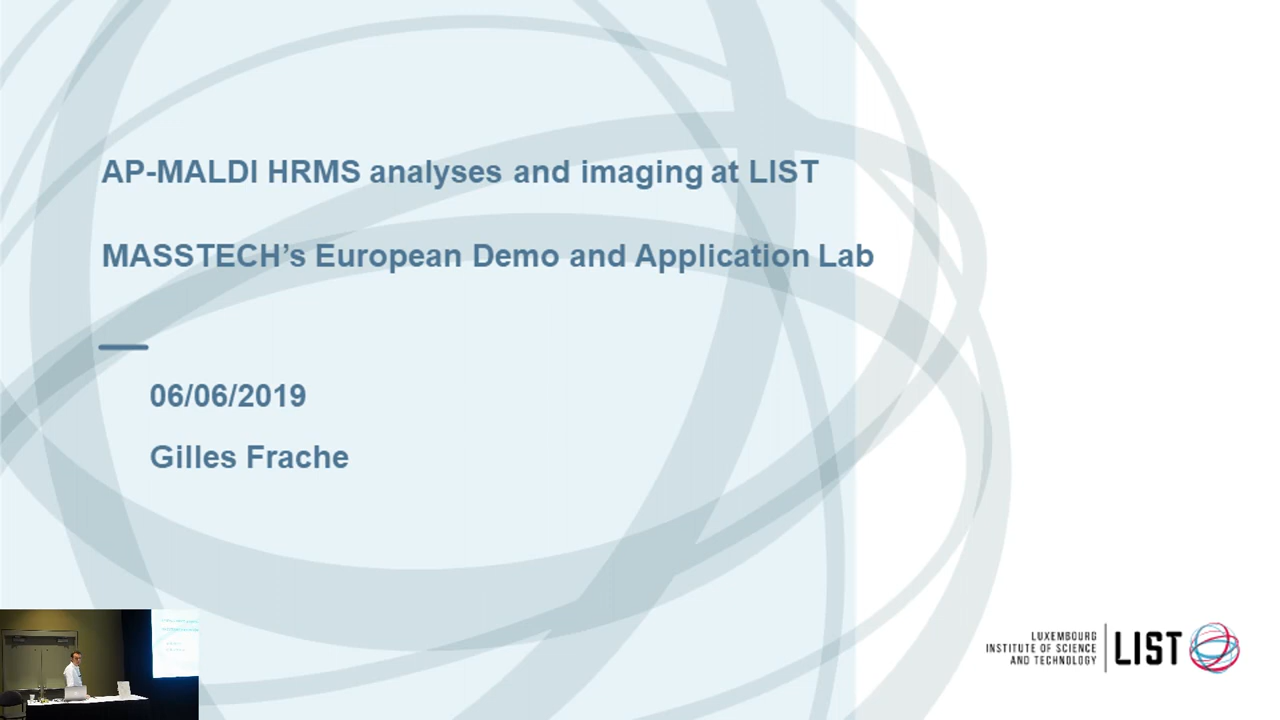 AP-MALDI HRMS analyses and imaging at LIST
MASSTECH’s European Demo and Application Lab
06/06/2019
Gilles Frache
LUXEMBOURG
INSTITUTE OF SCIENCE
AND TECHNOLOGY
LIST